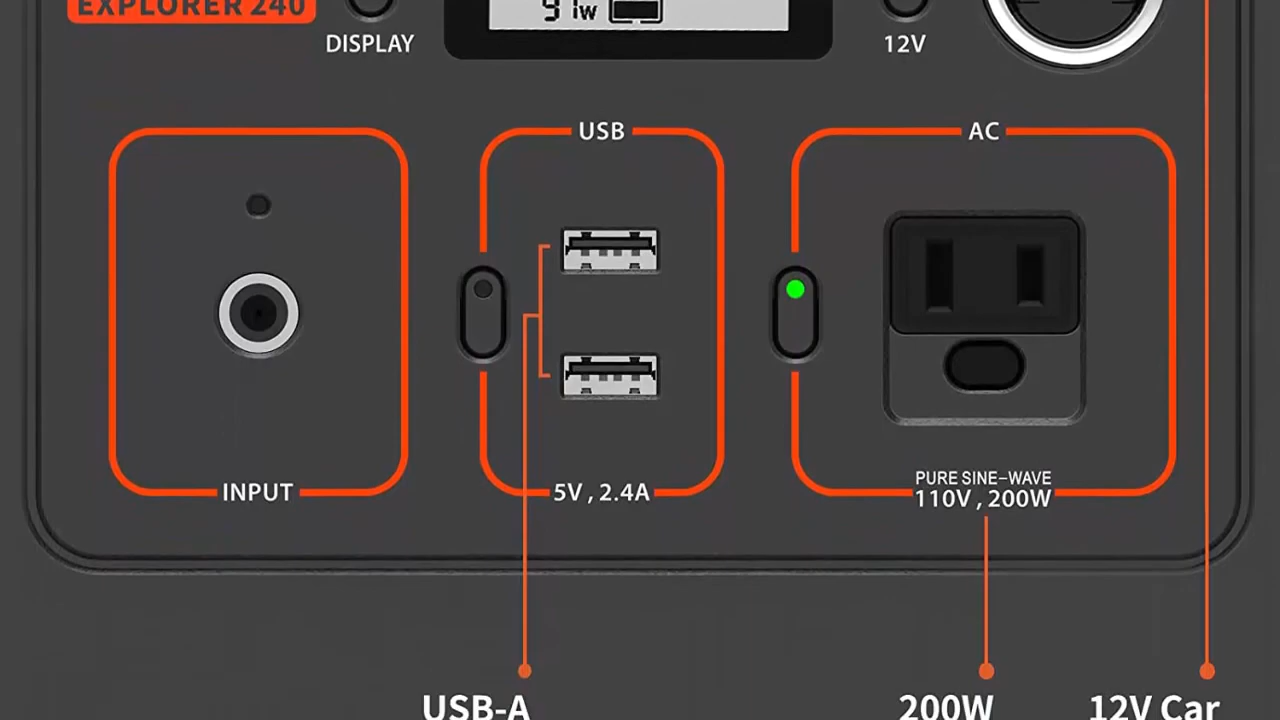 EXPLORER 240
DISPLAY
91w
12V
USB
AC
INPUT
5V , 2.4A
PURE SINE-WAVE
110V , 200W
USB-A
200W
12V Car